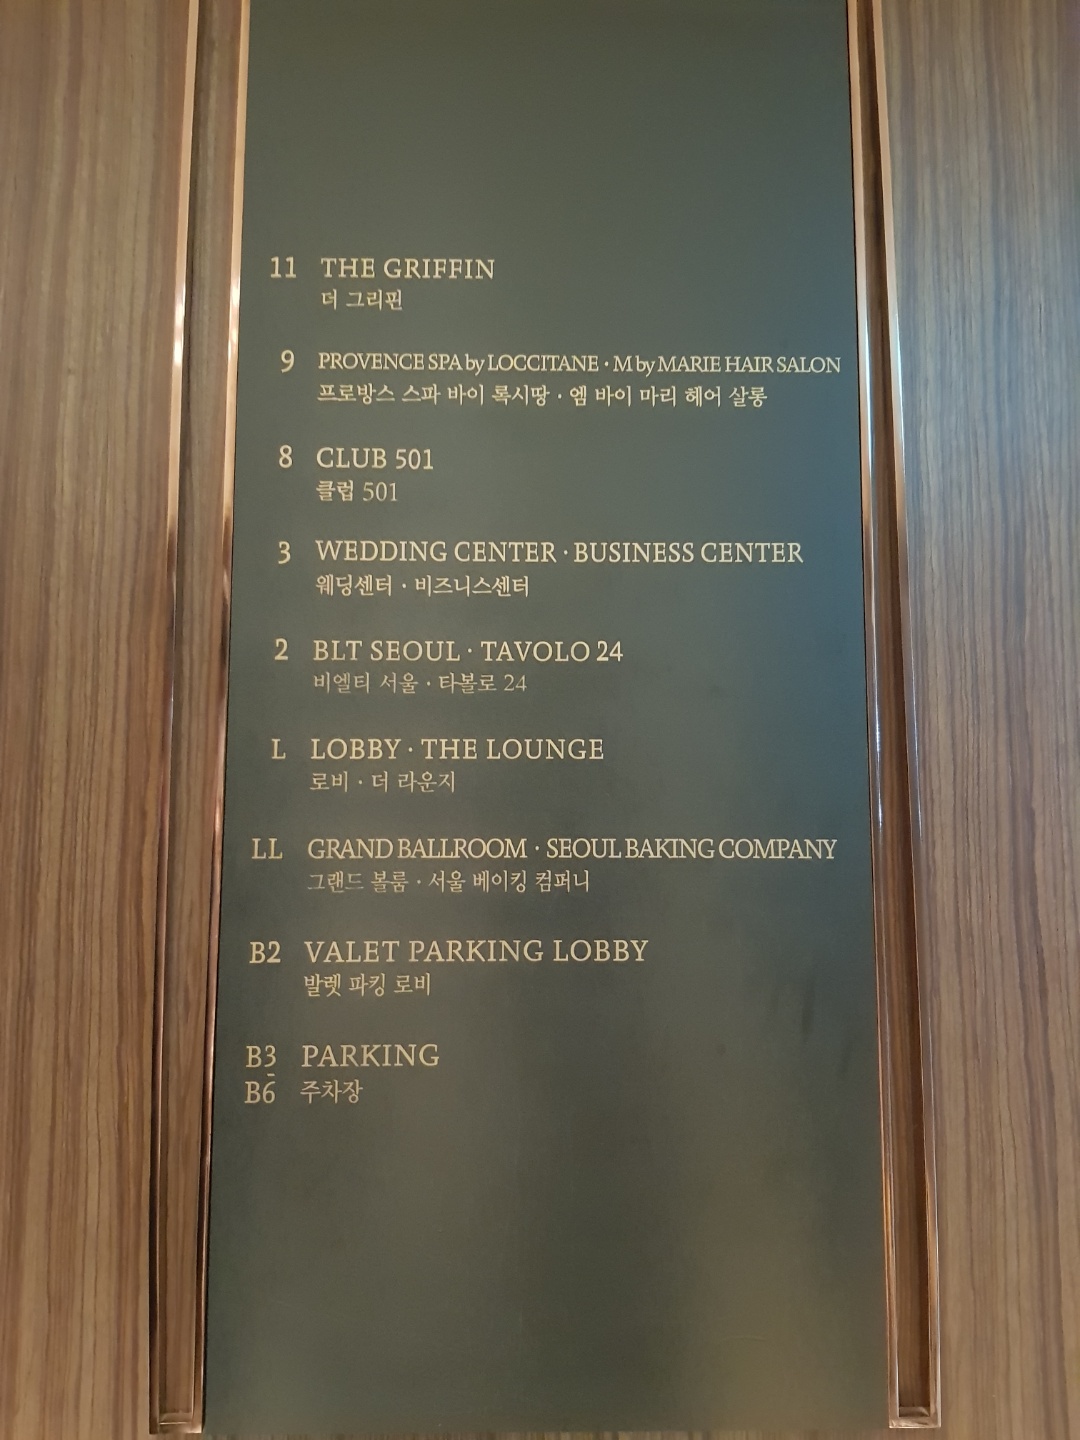 11 THE GRIFFIN
더 그리핀
9 PROVENCE SPA by LOCCITANE · M by MARIE HAIR SALON
프로방스 스파 바이 록시땅 · 엠 바이 마리 헤어 살롱
8 CLUB 501
클럽 501
3 WEDDING CENTER · BUSINESS CENTER
웨딩센터 · 비즈니스센터
2 BLT SEOUL · TAVOLO 24
비엘티 서울 · 타볼로 24
L LOBBY · THE LOUNGE
로비 · 더 라운지
LL GRAND BALLROOM · SEOUL BAKING COMPANY
그랜드 볼룸 · 서울 베이킹 컴퍼니
B2 VALET PARKING LOBBY
발렛 파킹 로비
B3 PARKING
-
B6 주차장